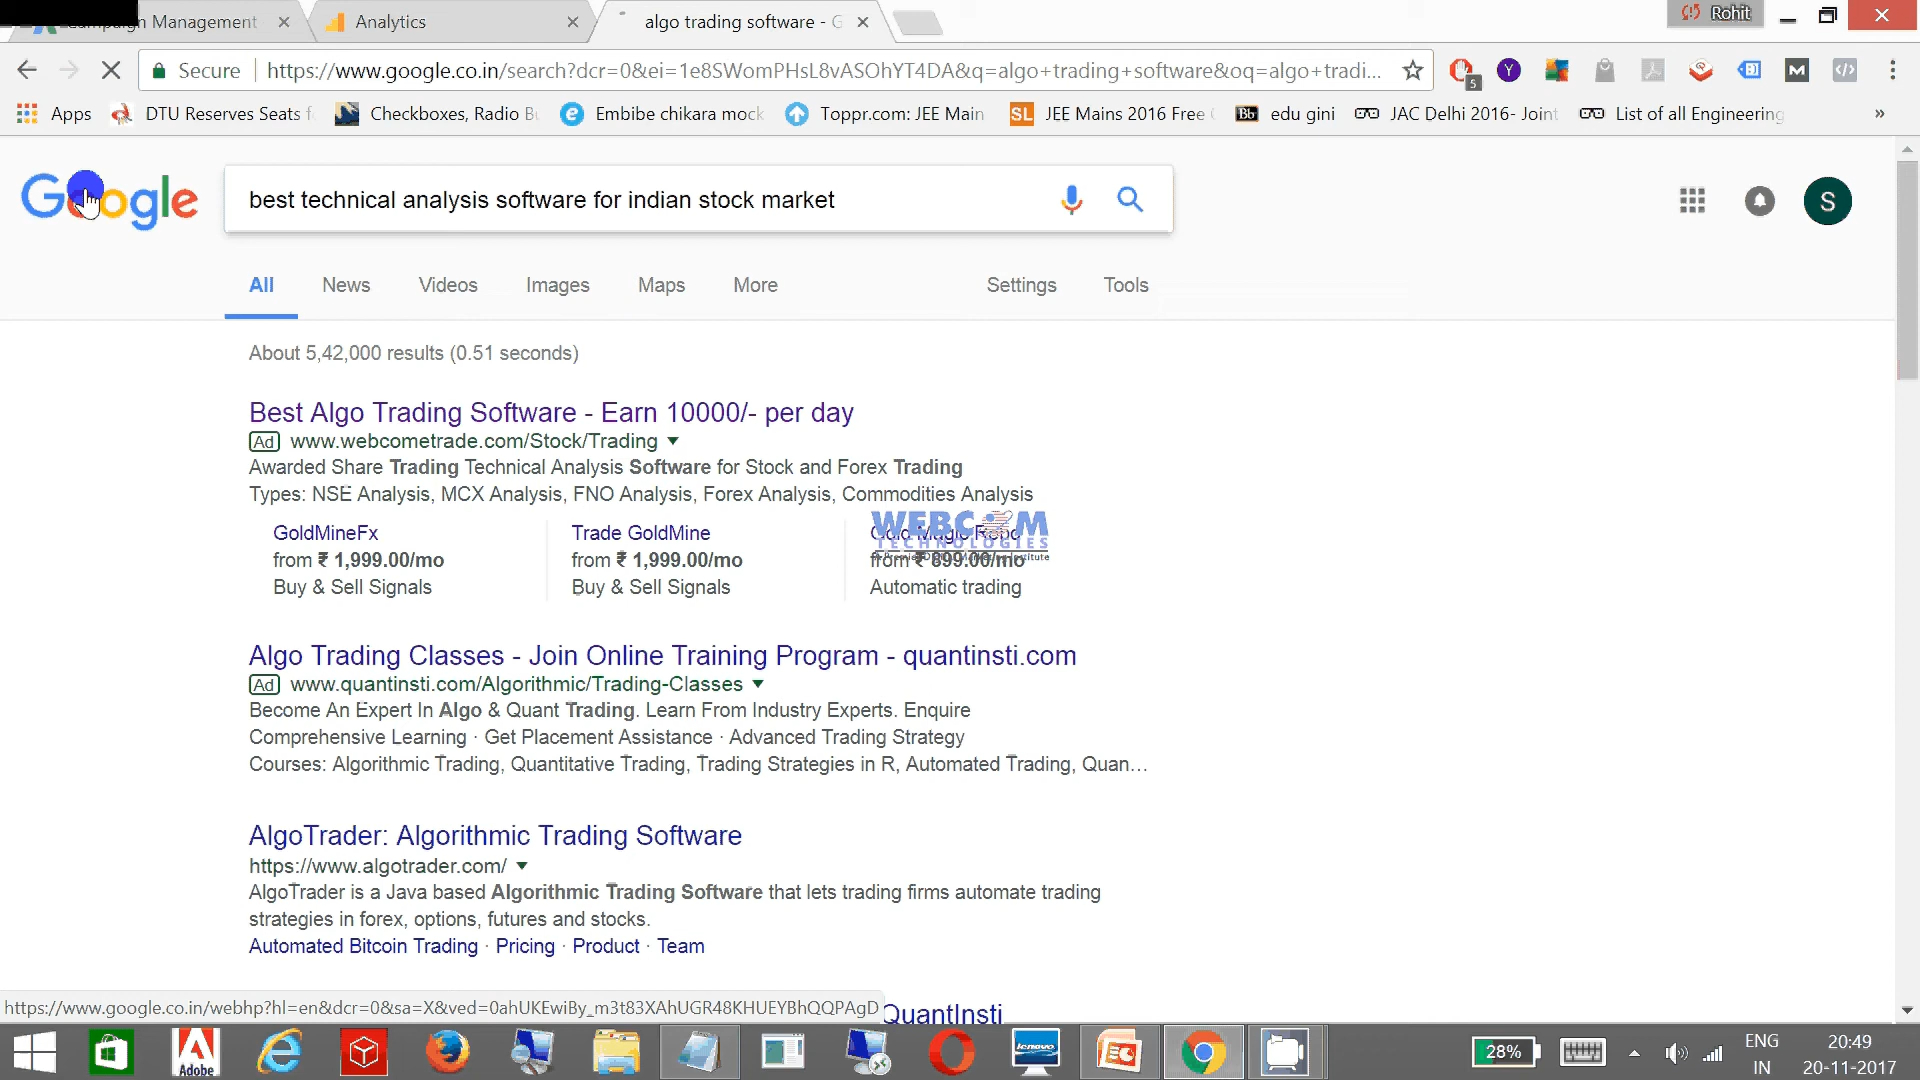 Campaign Management
Analytics
algo trading software - G
Rohit
Secure
https://www.google.co.in/search?dcr=0&ei=1e8SWomPHsL8vASOhYT4DA&q=algo+trading+software&oq=algo+tradi...
5
Y
M
Apps
DTU Reserves Seats f
Checkboxes, Radio Bu
Embibe chikara mock
Toppr.com: JEE Main
SL
JEE Mains 2016 Free
Bb
edu gini
JAC Delhi 2016- Joint
List of all Engineering
»
Google
best technical analysis software for indian stock market
S
All
News
Videos
Images
Maps
More
Settings
Tools
About 5,42,000 results (0.51 seconds)
Best Algo Trading Software - Earn 10000/- per day
Ad www.webcometrade.com/Stock/Trading
Awarded Share Trading Technical Analysis Software for Stock and Forex Trading
Types: NSE Analysis, MCX Analysis, FNO Analysis, Forex Analysis, Commodities Analysis
GoldMineFx
from ₹ 1,999.00/mo
Buy & Sell Signals
Trade GoldMine
from ₹ 1,999.00/mo
Buy & Sell Signals
WEBCOM
TECHNOLOGIES
Gold Magic
from ₹ 899.00/mo
Automatic trading
Algo Trading Classes - Join Online Training Program - quantinsti.com
Ad www.quantinsti.com/Algorithmic/Trading-Classes
Become An Expert In Algo & Quant Trading. Learn From Industry Experts. Enquire
Comprehensive Learning · Get Placement Assistance · Advanced Trading Strategy
Courses: Algorithmic Trading, Quantitative Trading, Trading Strategies in R, Automated Trading, Quan...
AlgoTrader: Algorithmic Trading Software
https://www.algotrader.com/
AlgoTrader is a Java based Algorithmic Trading Software that lets trading firms automate trading
strategies in forex, options, futures and stocks.
Automated Bitcoin Trading · Pricing · Product · Team
QuantInsti
https://www.google.co.in/webhp?hl=en&dcr=0&sa=X&ved=0ahUKEwiBy_m3t83XAhUGR48KHUEYBhQQPAgD
Adobe
lenovo
28%
ENG
IN
20:49
20-11-2017